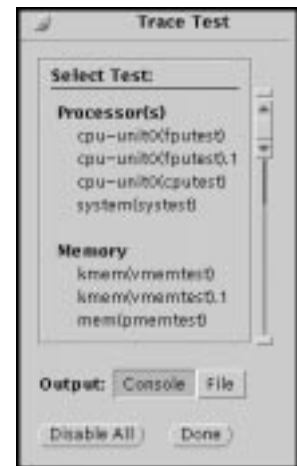 Trace Test
Select Test:
Processor(s)
cpu-unit0(fputest)
cpu-unit0(fputest).1
cpu-unit0(cputest)
system(systest)
Memory
kmem(vmemtest)
kmem(vmemtest).1
mem(pmemtest)
Output: Console File
Disable All Done